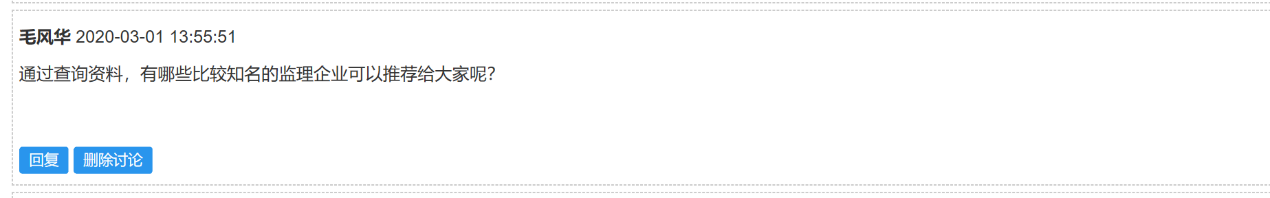 毛风华 2020-03-01 13:55:51
通过查询资料，有哪些比较知名的监理企业可以推荐给大家呢？
回复 删除讨论